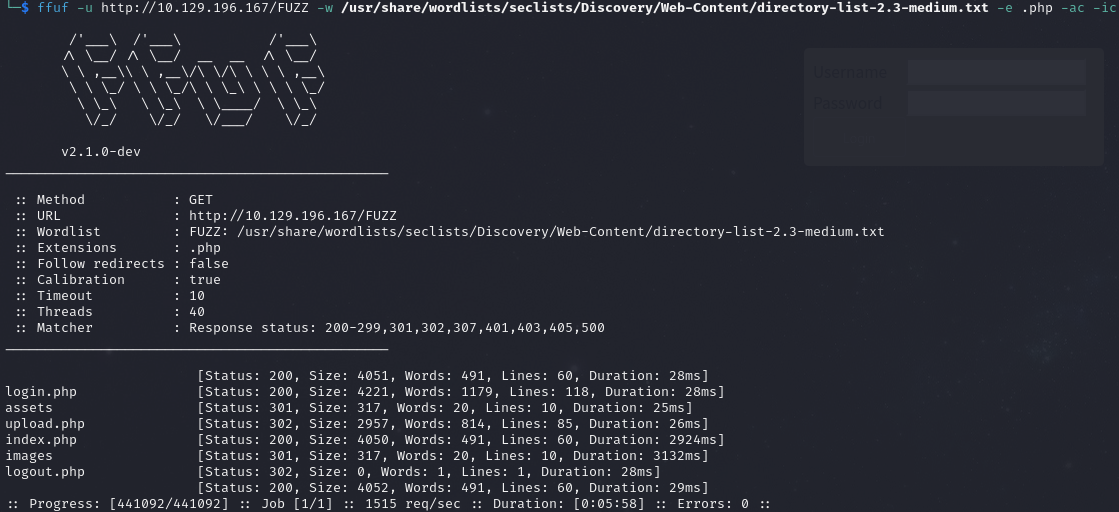 └─$ ffuf -u http://10.129.196.167/FUZZ -w /usr/share/wordlists/seclists/Discovery/Web-Content/directory-list-2.3-medium.txt -e .php -ac -ic
Username
Password
v2.1.0-dev
________________________________________________
:: Method : GET
:: URL : http://10.129.196.167/FUZZ
:: Wordlist : FUZZ: /usr/share/wordlists/seclists/Discovery/Web-Content/directory-list-2.3-medium.txt
:: Extensions : .php
:: Follow redirects : false
:: Calibration : true
:: Timeout : 10
:: Threads : 40
:: Matcher : Response status: 200-299,301,302,307,401,403,405,500
________________________________________________
[Status: 200, Size: 4051, Words: 491, Lines: 60, Duration: 28ms]
login.php [Status: 200, Size: 4221, Words: 1179, Lines: 118, Duration: 28ms]
assets [Status: 301, Size: 317, Words: 20, Lines: 10, Duration: 25ms]
upload.php [Status: 302, Size: 2957, Words: 814, Lines: 85, Duration: 26ms]
index.php [Status: 200, Size: 4050, Words: 491, Lines: 60, Duration: 2924ms]
images [Status: 301, Size: 317, Words: 20, Lines: 10, Duration: 3132ms]
logout.php [Status: 302, Size: 0, Words: 1, Lines: 1, Duration: 28ms]
[Status: 200, Size: 4052, Words: 491, Lines: 60, Duration: 29ms]
:: Progress: [441092/441092] :: Job [1/1] :: 1515 req/sec :: Duration: [0:05:58] :: Errors: 0 ::